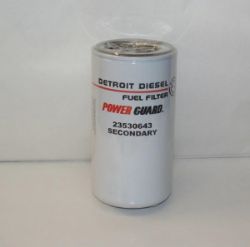 DETROIT DIESEL
FUEL FILTER
POWER GUARD.
23530643
SECONDARY